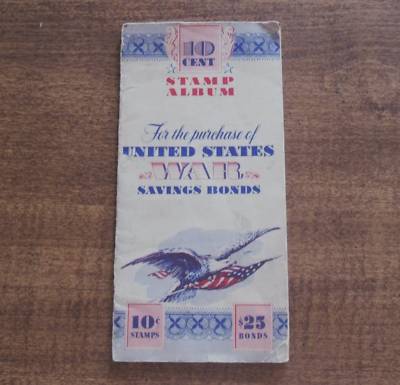 10
CENT
STAMP
ALBUM
For the purchase of
UNITED STATES
WAR
SAVINGS BONDS
10¢
STAMPS
$25
BONDS